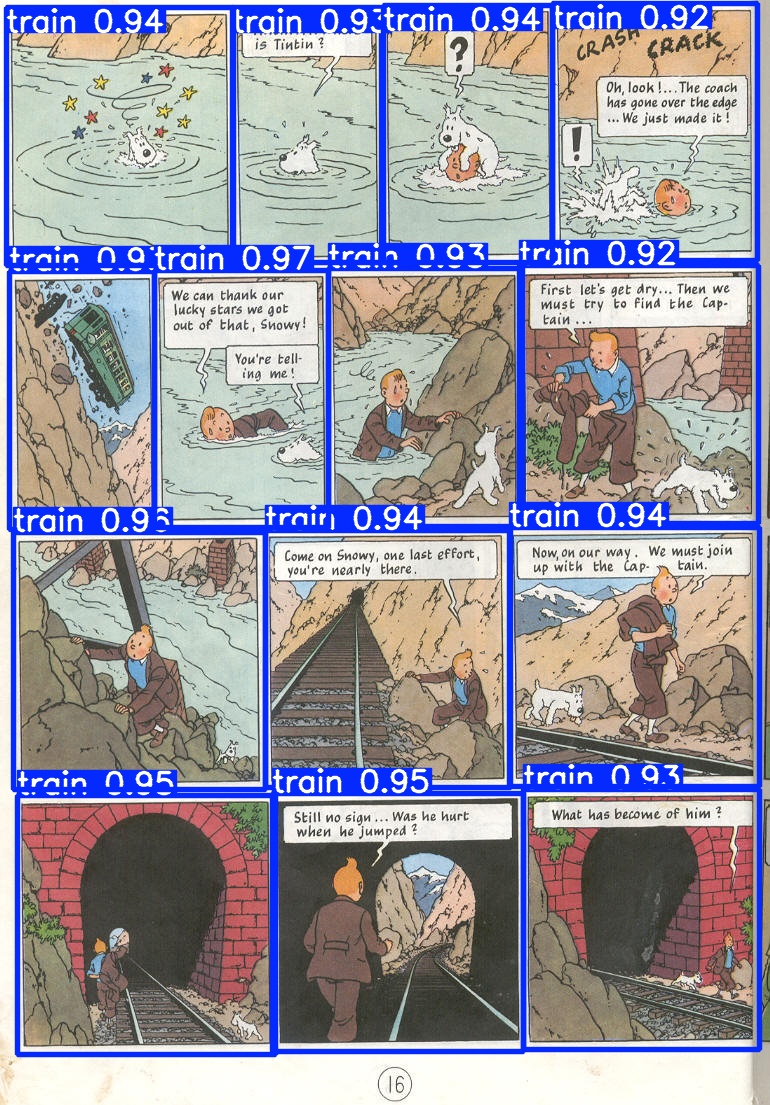 train 0.94
train 0.93
train 0.94
train 0.92
is Tintin ?
?
CRASH CRACK
Oh, look !... The coach
has gone over the edge
... We just made it !
!
train 0.97
train 0.93
train 0.92
We can thank our
lucky stars we got
out of that, Snowy!
You're tell-
ing me !
First let's get dry... Then we
must try to find the Cap-
tain ...
train 0.96
train 0.94
train 0.94
Come on Snowy, one last effort,
you're nearly there.
Now, on our way. We must join
up with the Cap- tain.
train 0.95
train 0.95
train 0.93
Still no sign ... Was he hurt
when he jumped ?
What has become of him ?
16